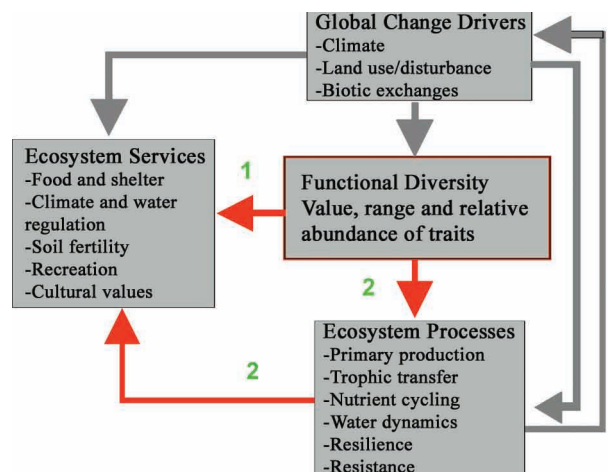 Global Change Drivers
-Climate
-Land use/disturbance
-Biotic exchanges
Ecosystem Services
-Food and shelter
-Climate and water
regulation
-Soil fertility
-Recreation
-Cultural values
1
Functional Diversity
Value, range and relative
abundance of traits
2
Ecosystem Processes
-Primary production
-Trophic transfer
-Nutrient cycling
-Water dynamics
-Resilience
-Resistance
2